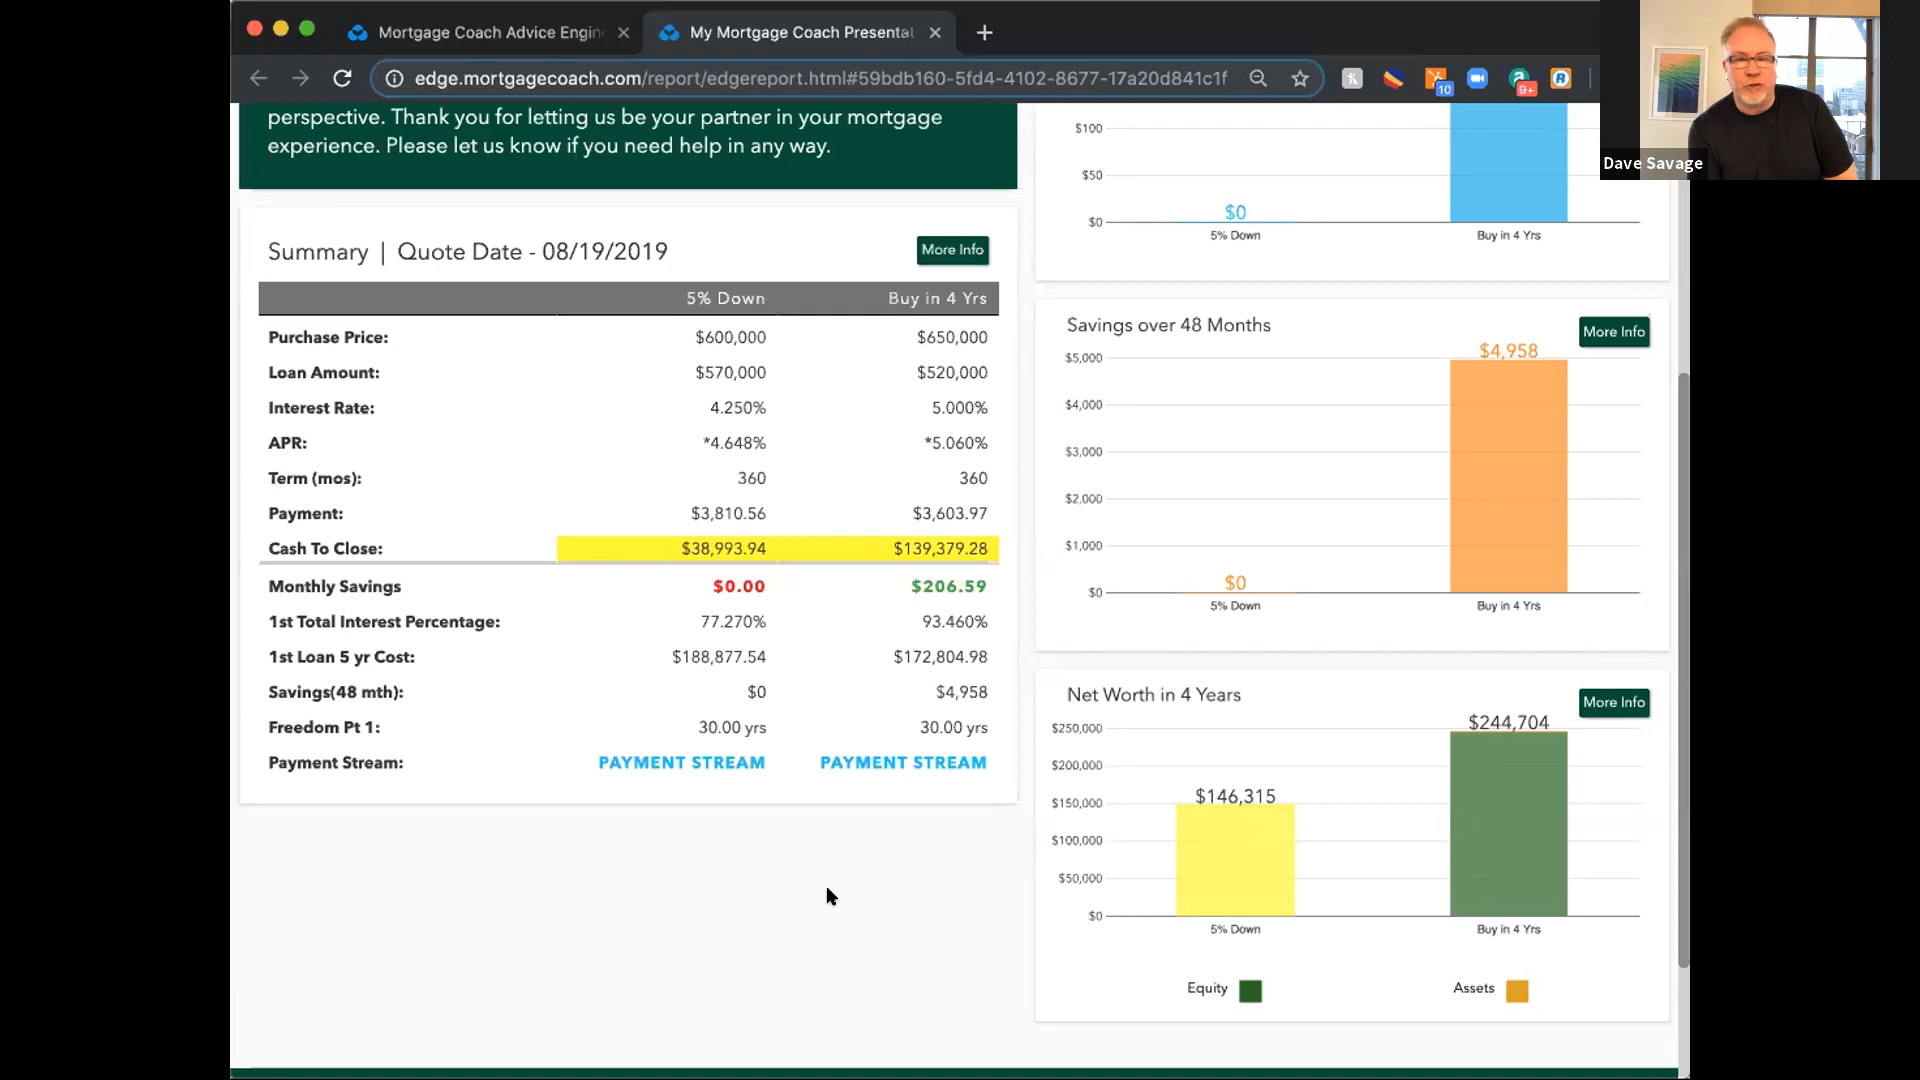 Mortgage Coach Advice Engin
My Mortgage Coach Presentat
edge.mortgagecoach.com/report/edgereport.html#59bdb160-5fd4-4102-8677-17a20d841c1f
10
9+
Dave Savage
perspective. Thank you for letting us be your partner in your mortgage
experience. Please let us know if you need help in any way.
Summary | Quote Date - 08/19/2019
More Info
5% Down Buy in 4 Yrs
Purchase Price: $600,000 $650,000
Loan Amount: $570,000 $520,000
Interest Rate: 4.250% 5.000%
APR: *4.648% *5.060%
Term (mos): 360 360
Payment: $3,810.56 $3,603.97
Cash To Close: $38,993.94 $139,379.28
Monthly Savings $0.00 $206.59
1st Total Interest Percentage: 77.270% 93.460%
1st Loan 5 yr Cost: $188,877.54 $172,804.98
Savings(48 mth): $0 $4,958
Freedom Pt 1: 30.00 yrs 30.00 yrs
Payment Stream: PAYMENT STREAM PAYMENT STREAM
$100
$50
$0
$0
5% Down Buy in 4 Yrs
Savings over 48 Months
More Info
$4,958
$5,000
$4,000
$3,000
$2,000
$1,000
$0
$0
5% Down Buy in 4 Yrs
Net Worth in 4 Years
More Info
$244,704
$250,000
$200,000
$146,315
$150,000
$100,000
$50,000
$0
5% Down Buy in 4 Yrs
Equity Assets